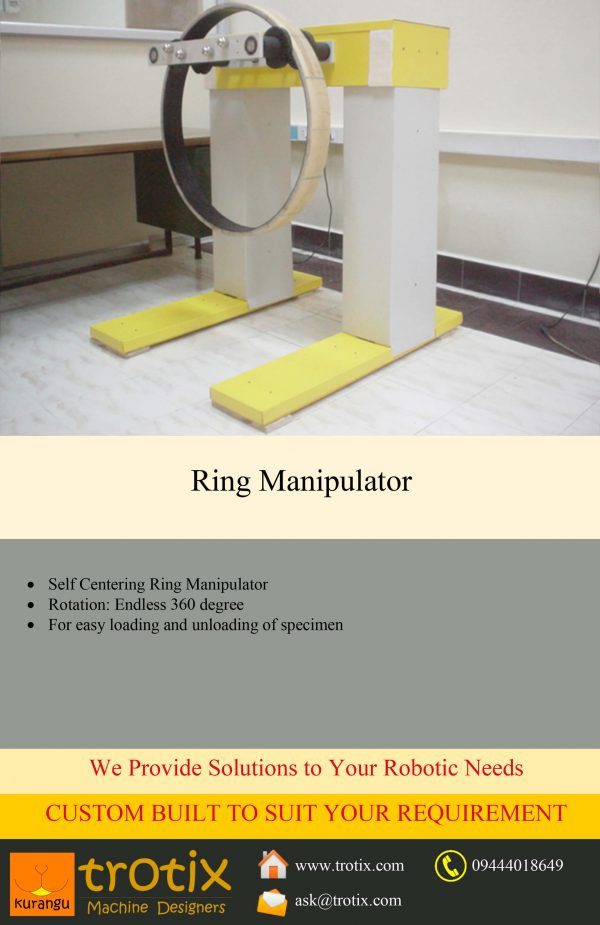 Ring Manipulator
• Self Centering Ring Manipulator
• Rotation: Endless 360 degree
• For easy loading and unloading of specimen
We Provide Solutions to Your Robotic Needs
CUSTOM BUILT TO SUIT YOUR REQUIREMENT
kurangu
trotix
Machine Designers
www.trotix.com
09444018649
ask@trotix.com